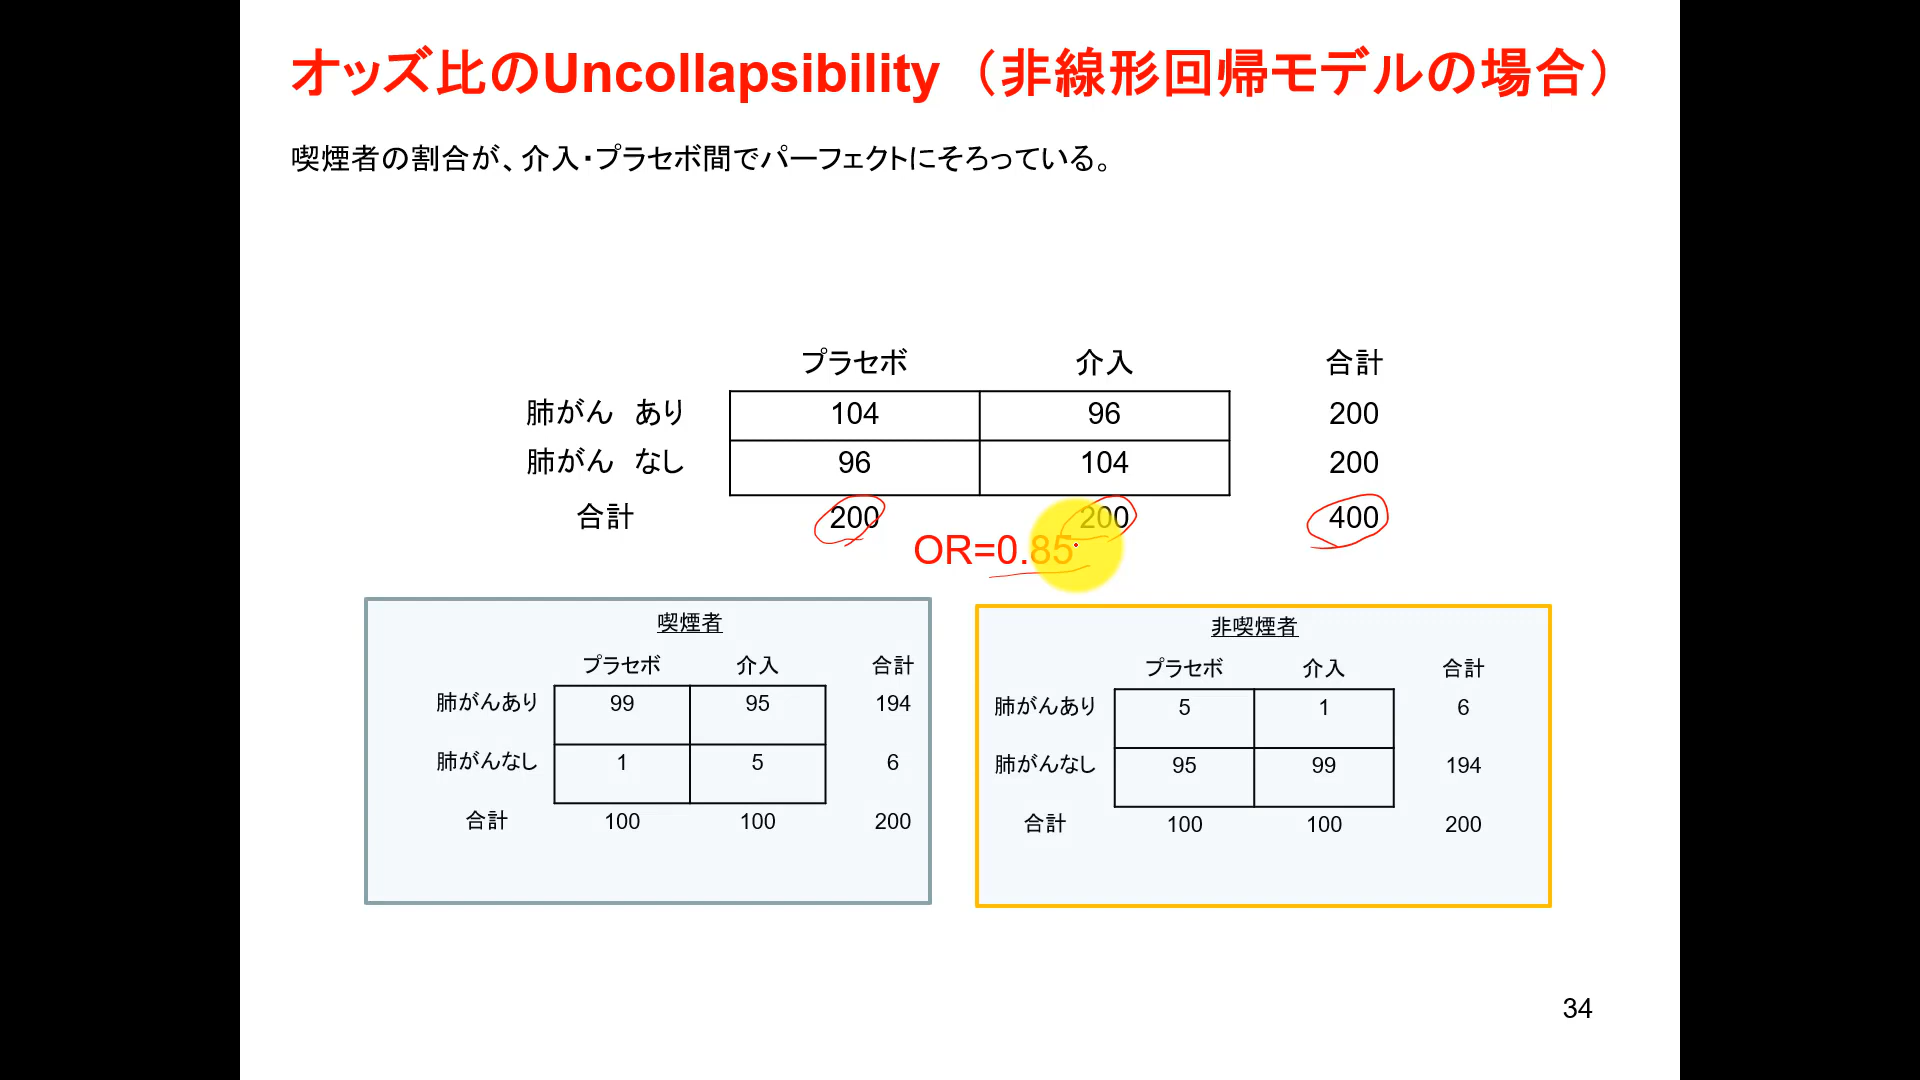 オッズ比のUncollapsibility（非線形回帰モデルの場合）
喫煙者の割合が、介入・プラセボ間でパーフェクトにそろっている。
プラセボ 介入 合計
肺がん　あり 104 96 200
肺がん　なし 96 104 200
合計 200 200 400
OR=0.85
喫煙者
プラセボ 介入 合計
肺がんあり 99 95 194
肺がんなし 1 5 6
合計 100 100 200
非喫煙者
プラセボ 介入 合計
肺がんあり 5 1 6
肺がんなし 95 99 194
合計 100 100 200
34